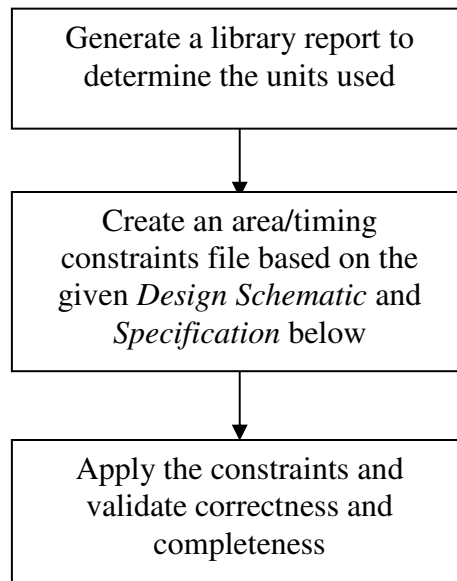 Generate a library report to
determine the units used
Create an area/timing
constraints file based on the
given Design Schematic and
Specification below
Apply the constraints and
validate correctness and
completeness